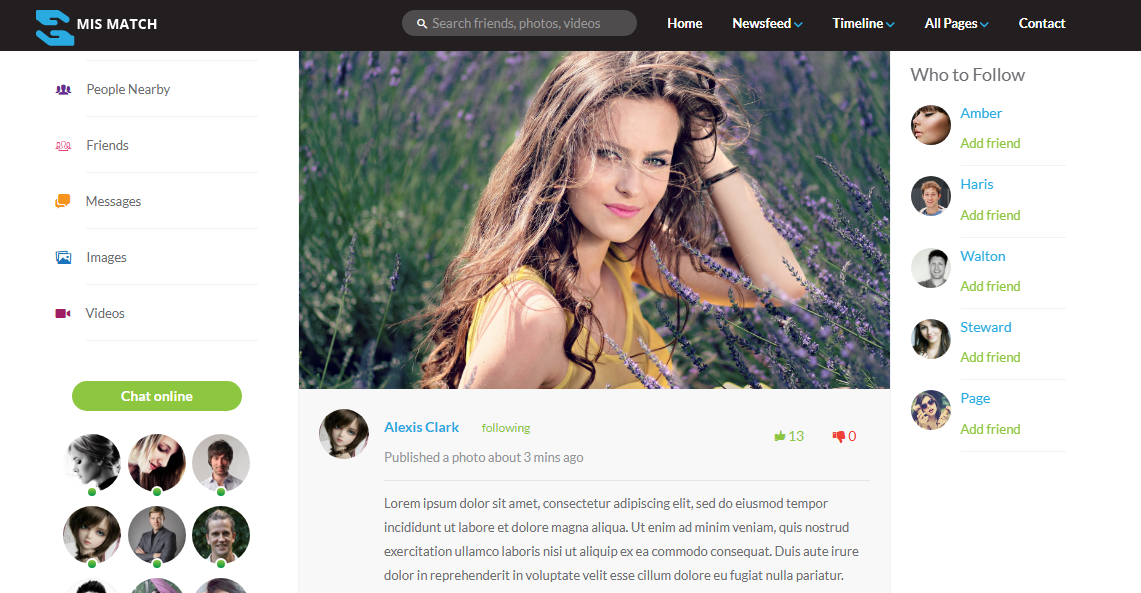 MIS MATCH
Search friends, photos, videos
Home
Newsfeed
Timeline
All Pages
Contact
People Nearby
Friends
Messages
Images
Videos
Chat online
Alexis Clark
following
13
0
Published a photo about 3 mins ago
Lorem ipsum dolor sit amet, consectetur adipiscing elit, sed do eiusmod tempor
incididunt ut labore et dolore magna aliqua. Ut enim ad minim veniam, quis nostrud
exercitation ullamco laboris nisi ut aliquip ex ea commodo consequat. Duis aute irure
dolor in reprehenderit in voluptate velit esse cillum dolore eu fugiat nulla pariatur.
Who to Follow
Amber
Add friend
Haris
Add friend
Walton
Add friend
Steward
Add friend
Page
Add friend